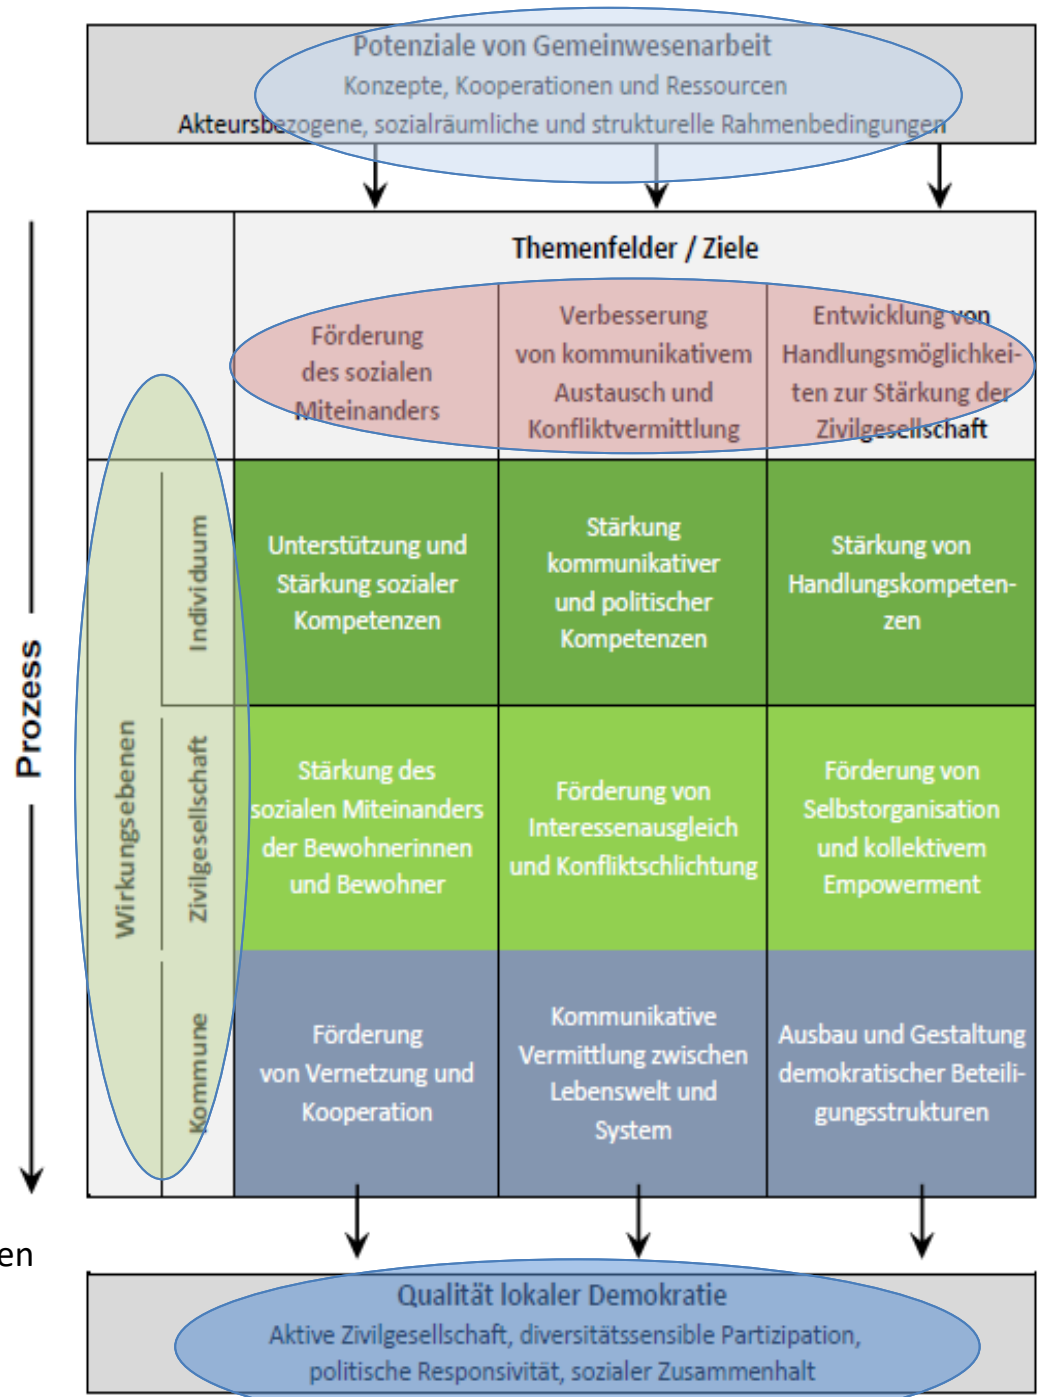 Potenziale von Gemeinwesenarbeit
Konzepte, Kooperationen und Ressourcen
Akteursbezogene, sozialräumliche und strukturelle Rahmenbedingungen
Prozess
Themenfelder / Ziele
Förderung
des sozialen
Miteinanders
Verbesserung
von kommunikativem
Austausch und
Konfliktvermittlung
Entwicklung von
Handlungsmöglichkei-
ten zur Stärkung der
Zivilgesellschaft
Wirkungsebenen
Individuum
Unterstützung und
Stärkung sozialer
Kompetenzen
Stärkung
kommunikativer
und politischer
Kompetenzen
Stärkung von
Handlungskompeten-
zen
Zivilgesellschaft
Stärkung des
sozialen Miteinanders
der Bewohnerinnen
und Bewohner
Förderung von
Interessenausgleich
und Konfliktschlichtung
Förderung von
Selbstorganisation
und kollektivem
Empowerment
Kommune
Förderung
von Vernetzung und
Kooperation
Kommunikative
Vermittlung zwischen
Lebenswelt und
System
Ausbau und Gestaltung
demokratischer Beteili-
gungsstrukturen
en
Qualität lokaler Demokratie
Aktive Zivilgesellschaft, diversitätssensible Partizipation,
politische Responsivität, sozialer Zusammenhalt